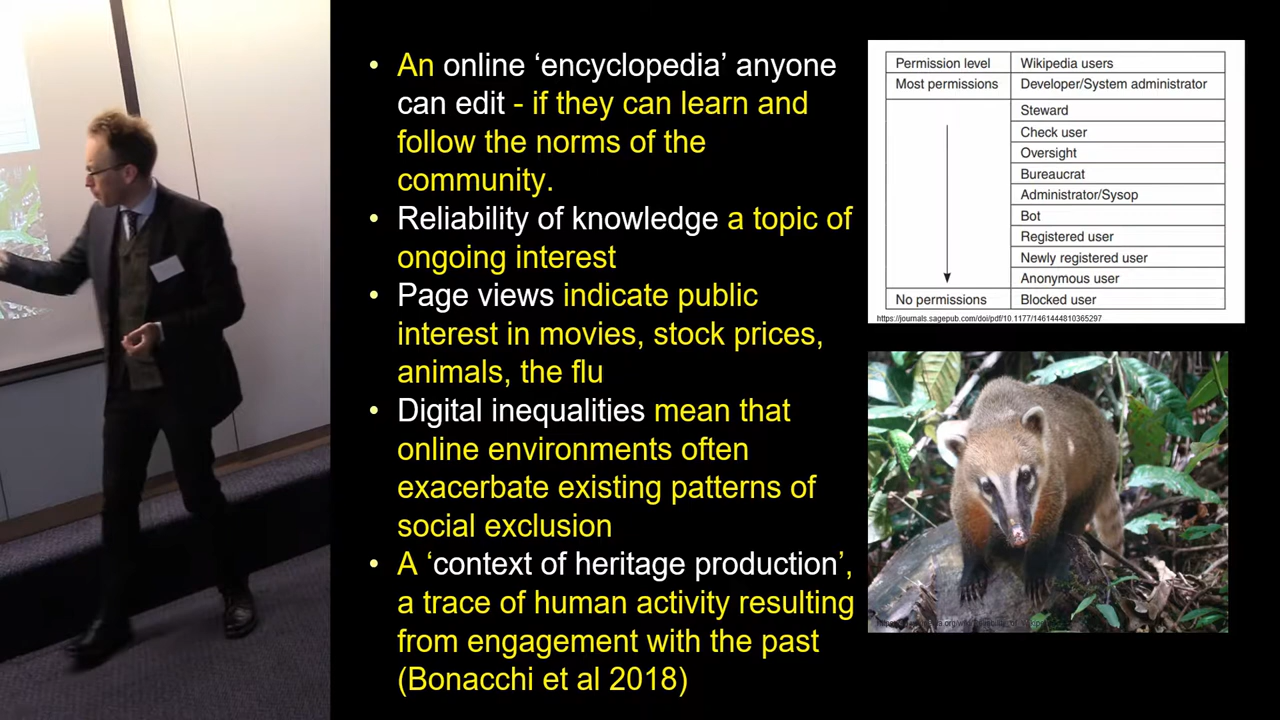 • An online ‘encyclopedia’ anyone
can edit - if they can learn and
follow the norms of the
community.
• Reliability of knowledge a topic of
ongoing interest
• Page views indicate public
interest in movies, stock prices,
animals, the flu
• Digital inequalities mean that
online environments often
exacerbate existing patterns of
social exclusion
• A ‘context of heritage production’,
a trace of human activity resulting
from engagement with the past
(Bonacchi et al 2018)
Permission level Wikipedia users
Most permissions Developer/System administrator
Steward
Check user
Oversight
Bureaucrat
Administrator/Sysop
Bot
Registered user
Newly registered user
Anonymous user
No permissions Blocked user
https://journals.sagepub.com/doi/pdf/10.1177/1461444810365297